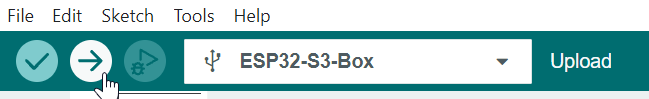 File Edit Sketch Tools Help
ESP32-S3-Box Upload